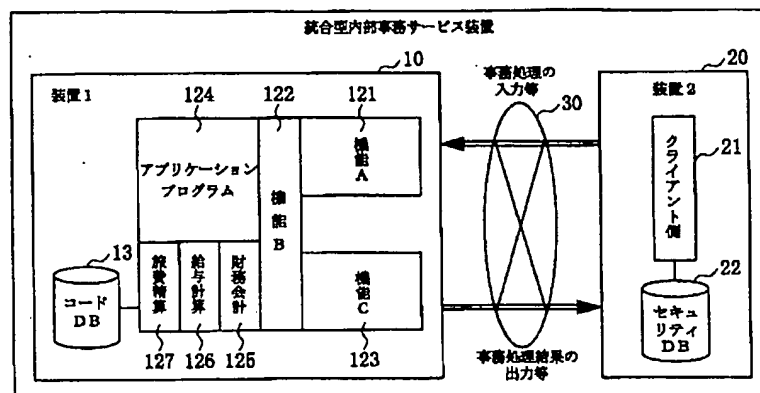 統合型内部事務サービス装置
10
20
装置1
124
122
121
事務処理の
入力等
30
装置2
アプリケーション
プログラム
機能B
機能A
クライアント側
21
13
コード
DB
旅費精算
給与計算
財務会計
機能C
22
セキュ
リティ
DB
127
126
125
123
事務処理結果の
出力等